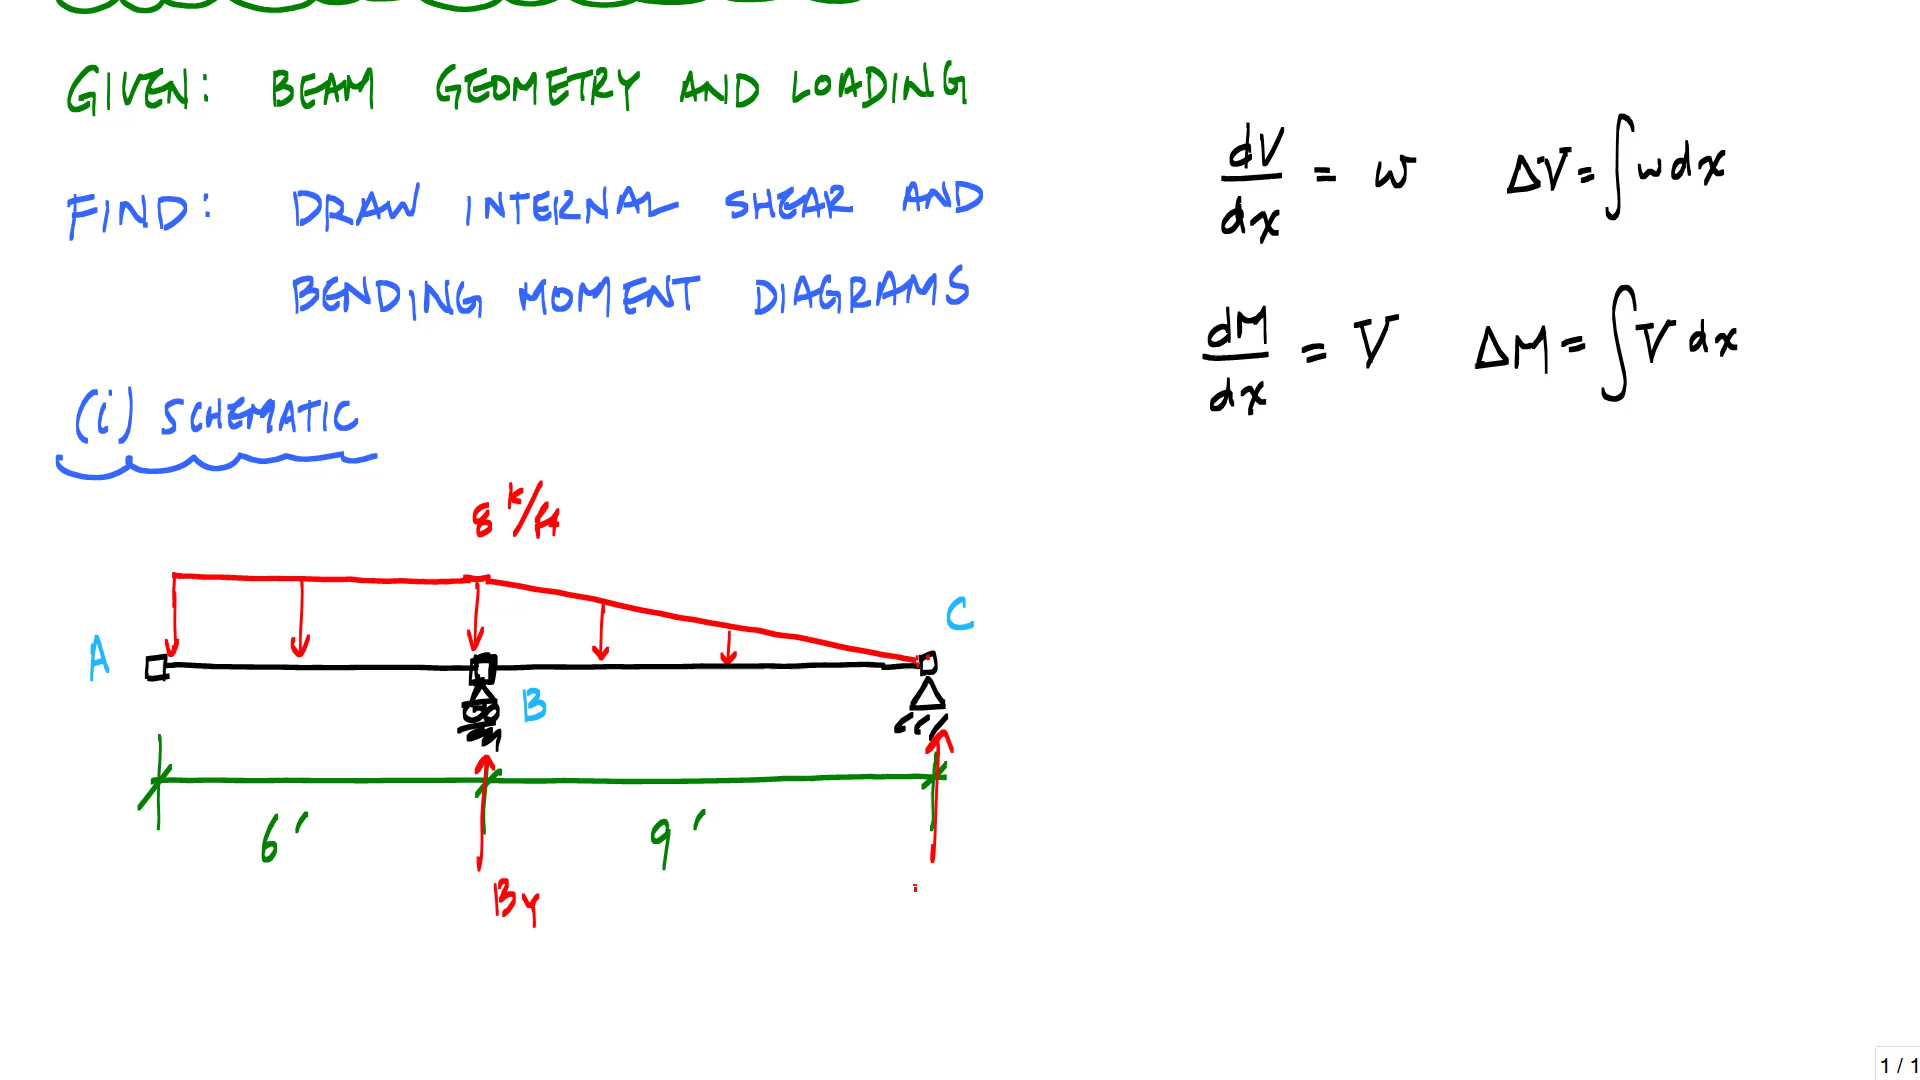 GIVEN: BEAM GEOMETRY AND LOADING
FIND: DRAW INTERNAL SHEAR AND
BENDING MOMENT DIAGRAMS
dV/dx = w ΔV = ∫w dx
dM/dx = V ΔM = ∫V dx
(i) SCHEMATIC
8 k/ft
A
B
C
6'
9'
By
1 / 1